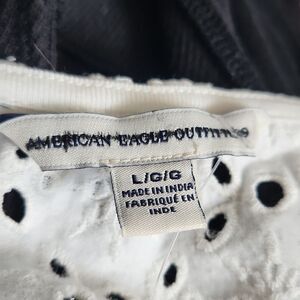 AMERICAN EAGLE OUTFITTERS
L/G/G
MADE IN INDIA
FABRIQUÉ EN
INDE